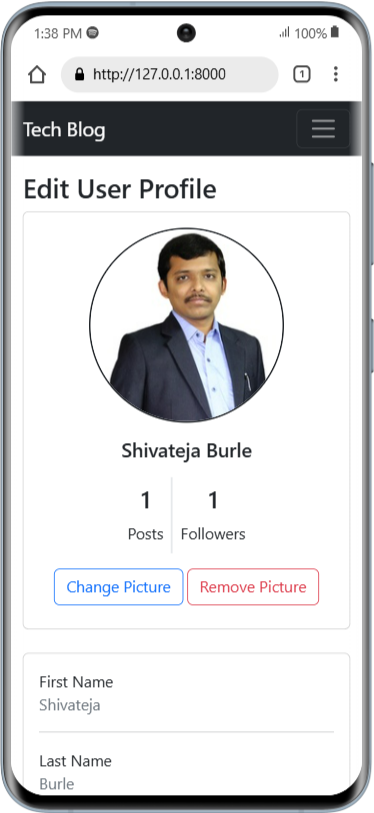 1:38 PM 100%
http://127.0.0.1:8000 1
Tech Blog
Edit User Profile
Shivateja Burle
1 1
Posts Followers
Change Picture Remove Picture
First Name
Shivateja
Last Name
Burle